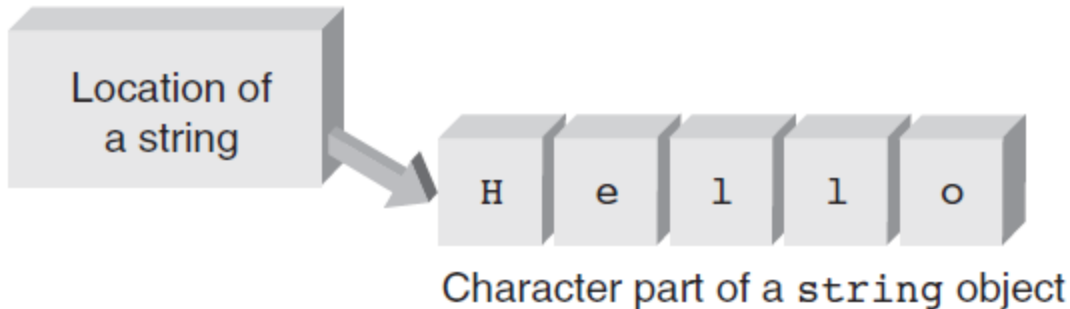 Location of
a string
H e l l o
Character part of a string object